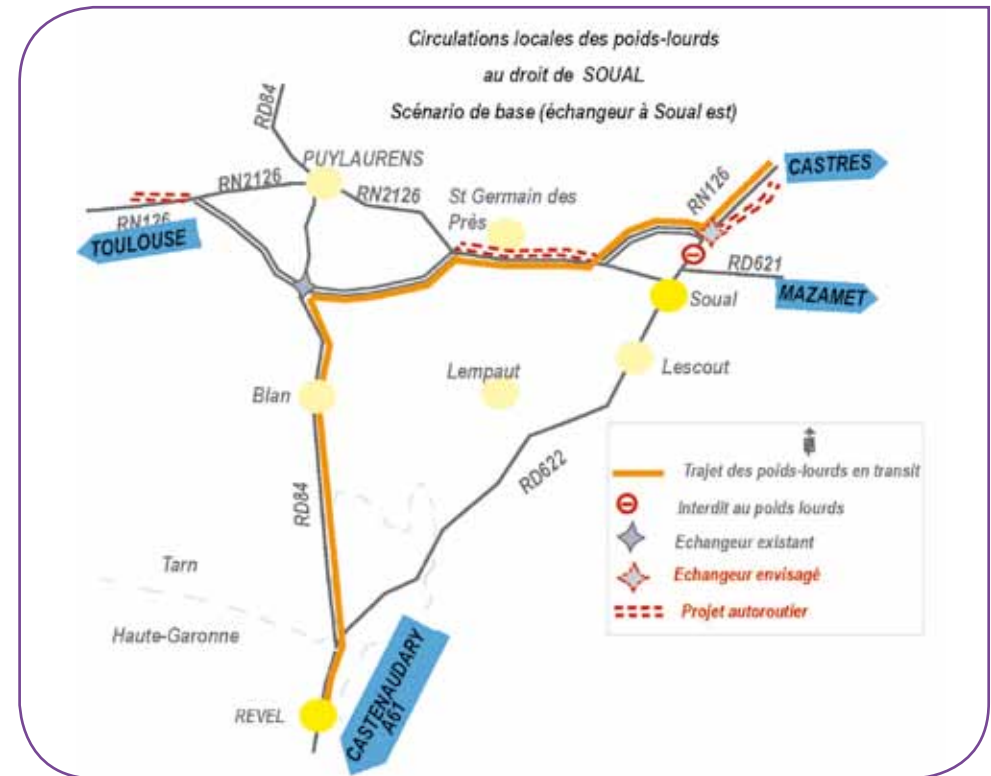 Circulations locales des poids-lourds
au droit de SOUAL
Scénario de base (échangeur à Soual est)
RD84
PUYLAURENS
RN2126
RN2126
St Germain des
Près
RN126
CASTRES
RN126
TOULOUSE
RD621
MAZAMET
Soual
Lescout
Lempaut
Blan
RD84
RD622
Trajet des poids-lourds en transit
Interdit au poids lourds
Echangeur existant
Echangeur envisagé
Projet autoroutier
Tarn
Haute-Garonne
CASTENAUDARY
A61
REVEL